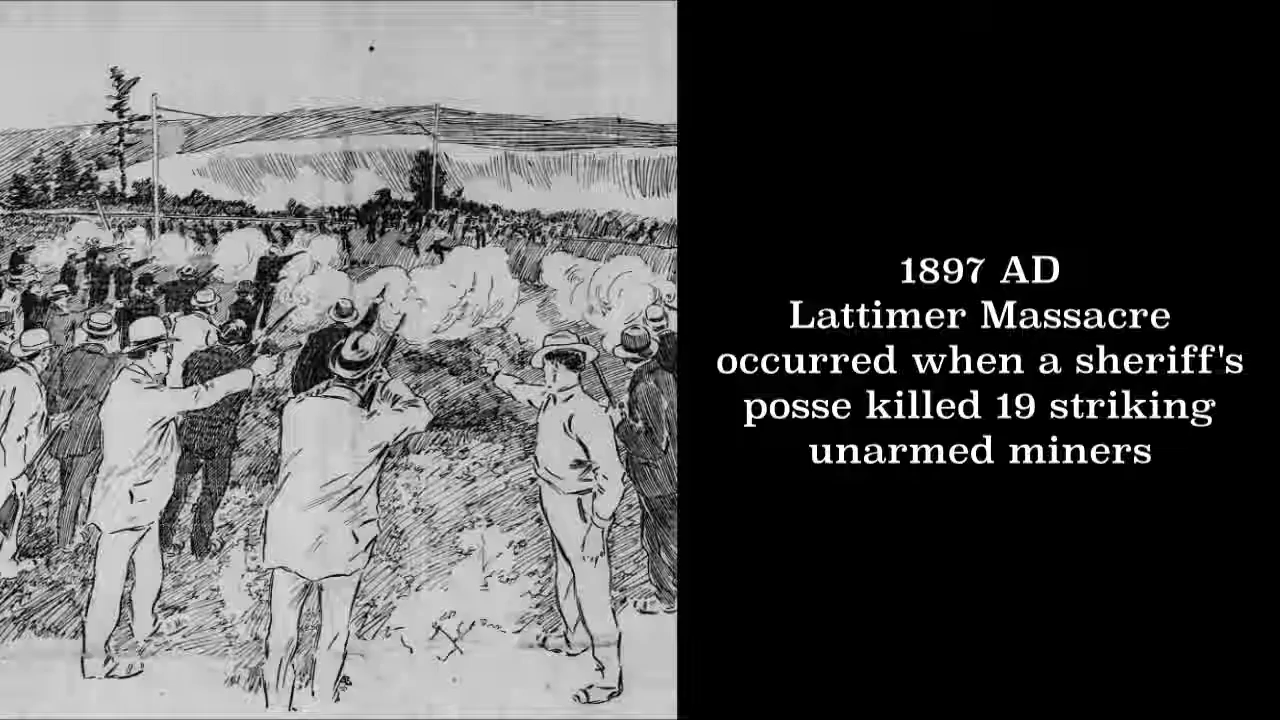 1897 AD
Lattimer Massacre
occurred when a sheriff's
posse killed 19 striking
unarmed miners